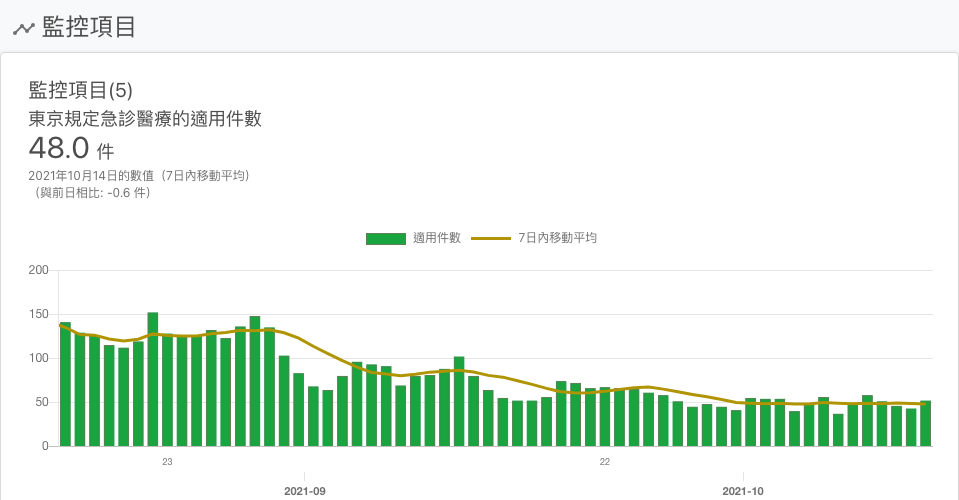 監控項目
監控項目(5)
東京規定急診醫療的適用件數
48.0 件
2021年10月14日的數值（7日內移動平均）
（與前日相比: -0.6 件）
適用件數 7日內移動平均
200
150
100
50
0
23 22
2021-09 2021-10